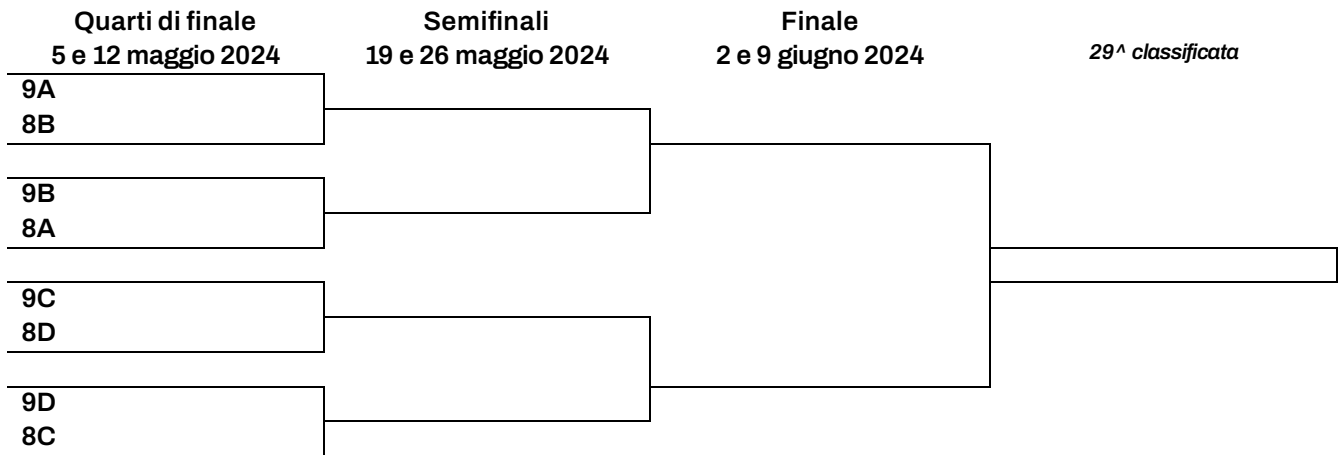 Quarti di finale
5 e 12 maggio 2024
Semifinali
19 e 26 maggio 2024
Finale
2 e 9 giugno 2024
29^ classificata
9A
8B
9B
8A
9C
8D
9D
8C